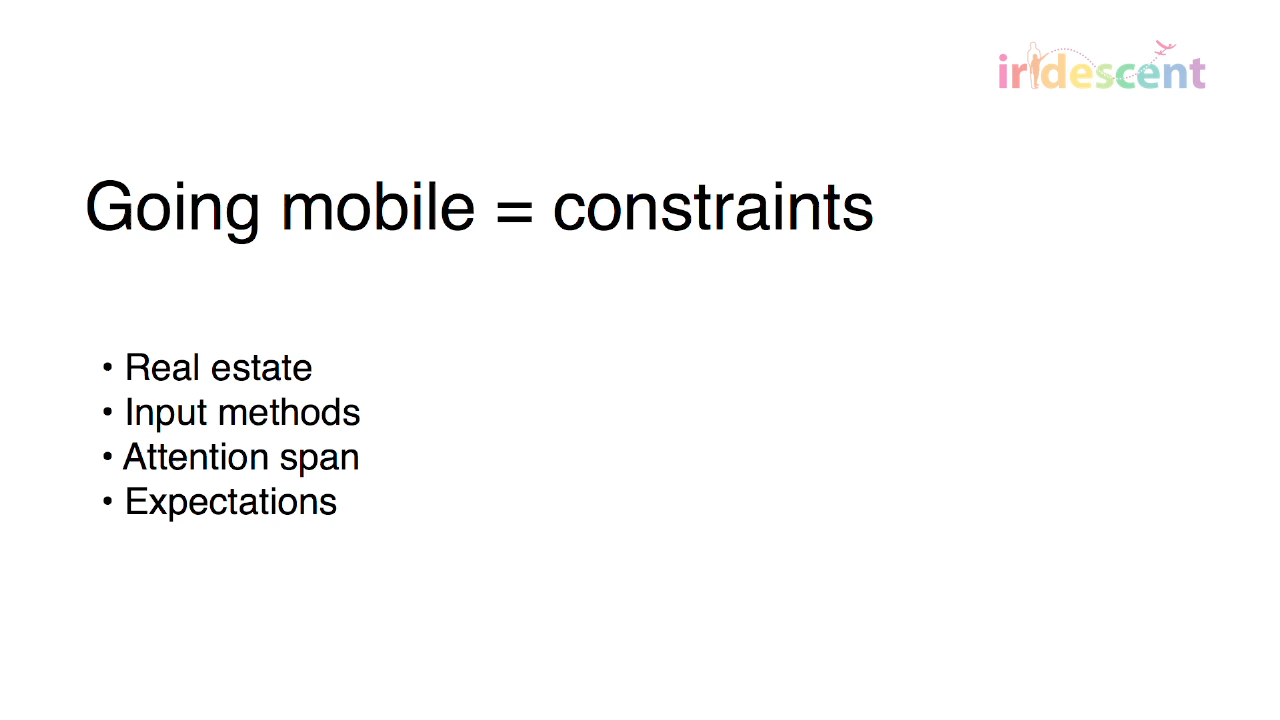 iridescent
Going mobile = constraints
• Real estate
• Input methods
• Attention span
• Expectations